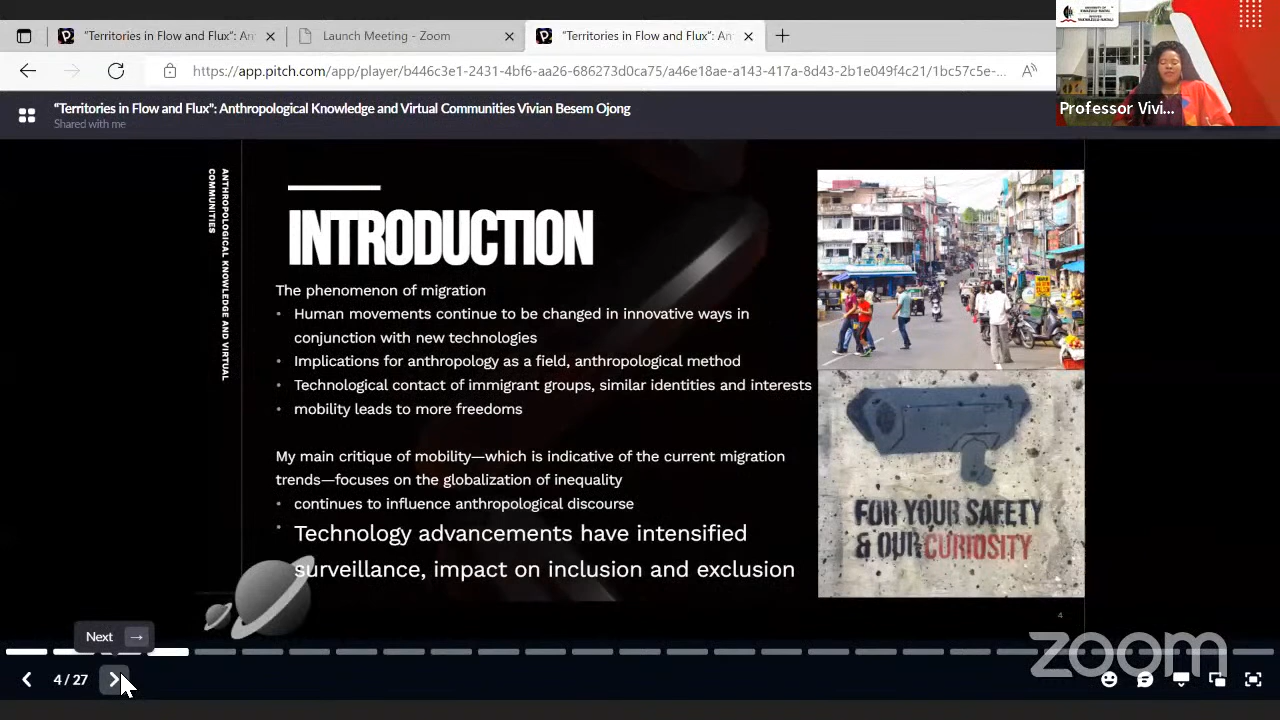 "Territories in Flow and Flux": An
Launch Meeting - Zoom
"Territories in Flow and Flux": An
https://app.pitch.com/app/player/b446c3e1-2431-4bf6-aa26-686273d0ca75/a46e18ae-a143-417a-8d43-2b1e049ffc21/1bc57c5e-...
"Territories in Flow and Flux": Anthropological Knowledge and Virtual Communities Vivian Besem Ojong
Shared with me
Professor Vivi...
ANTHROPOLOGICAL KNOWLEDGE AND VIRTUAL
COMMUNITIES
INTRODUCTION
The phenomenon of migration
• Human movements continue to be changed in innovative ways in
conjunction with new technologies
• Implications for anthropology as a field, anthropological method
• Technological contact of immigrant groups, similar identities and interests
• mobility leads to more freedoms
My main critique of mobility—which is indicative of the current migration
trends—focuses on the globalization of inequality
• continues to influence anthropological discourse
• Technology advancements have intensified
surveillance, impact on inclusion and exclusion
FOR YOUR SAFETY
& OUR CURIOSITY
4
Next →
4 / 27
zoom